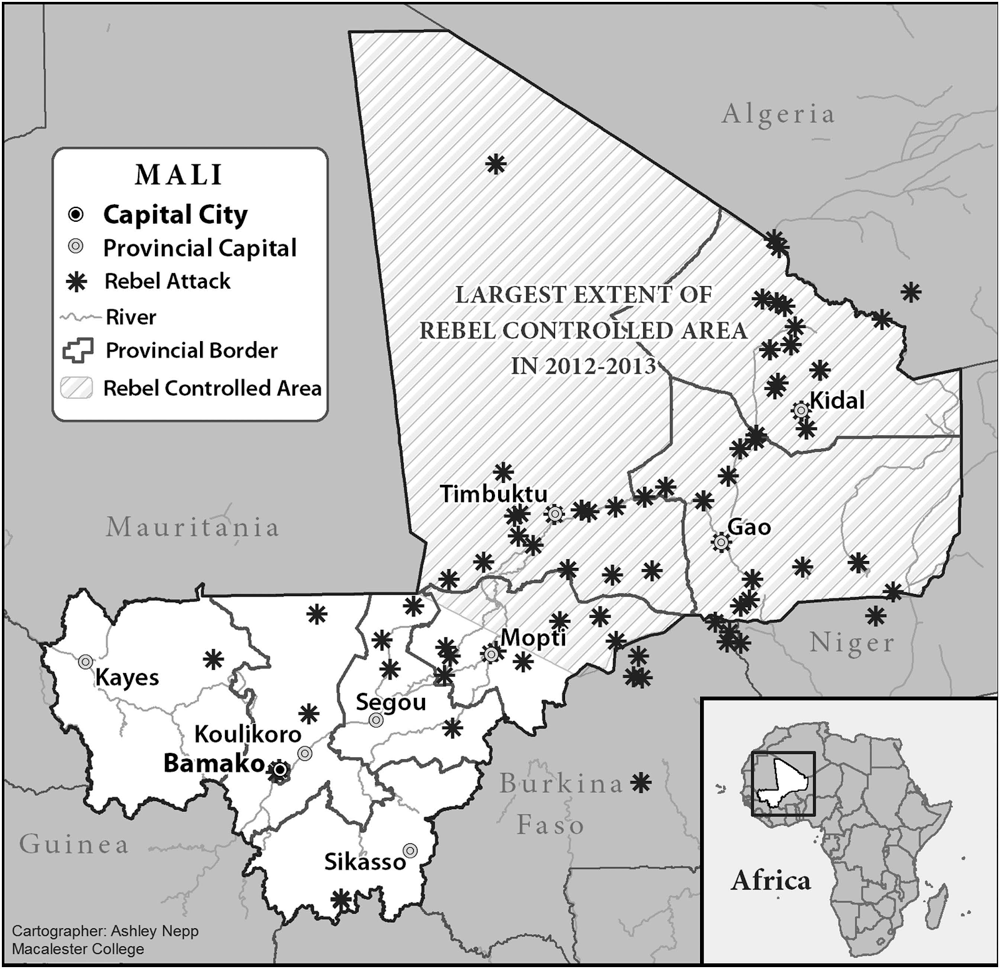 Algeria
MALI
Capital City
Provincial Capital
Rebel Attack
River
Provincial Border
Rebel Controlled Area
LARGEST EXTENT OF
REBEL CONTROLLED AREA
IN 2012-2013
Kidal
Timbuktu
Gao
Mauritania
Mopti
Niger
Kayes
Segou
Koulikoro
Bamako
Burkina
Faso
Guinea
Sikasso
Africa
Cartographer: Ashley Nepp
Macalester College